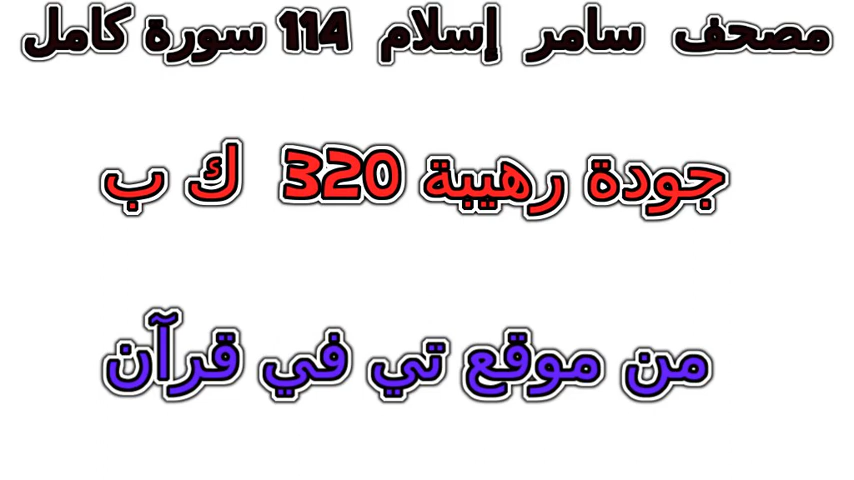 مصحف سامر إسلام 114 سورة كامل
جودة رهيبة 320 ك ب
من موقع تي في قرآن